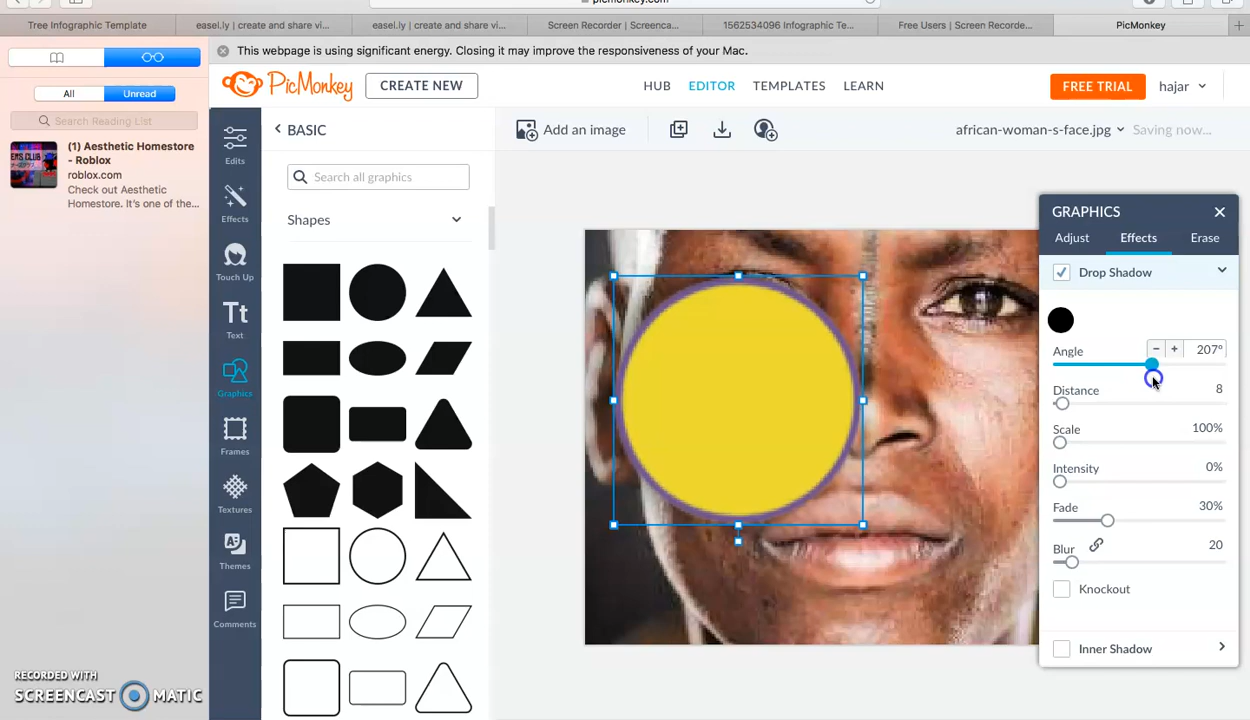 picmonkey.com
Tree Infographic Template
easel.ly | create and share vi...
easel.ly | create and share vi...
Screen Recorder | Screenca...
1562534096 Infographic Te...
Free Users | Screen Recorde...
PicMonkey
This webpage is using significant energy. Closing it may improve the responsiveness of your Mac.
All
Unread
Search Reading List
(1) Aesthetic Homestore
- Roblox
roblox.com
Check out Aesthetic
Homestore. It's one of the...
PicMonkey
CREATE NEW
HUB
EDITOR
TEMPLATES
LEARN
FREE TRIAL
hajar
Edits
Effects
Touch Up
Tt
Text
Graphics
Frames
Textures
Themes
Comments
BASIC
Search all graphics
Shapes
Add an image
african-woman-s-face.jpg
Saving now...
GRAPHICS
Adjust
Effects
Erase
Drop Shadow
Angle
- + 207°
Distance 8
Scale 100%
Intensity 0%
Fade 30%
Blur 20
Knockout
Inner Shadow
RECORDED WITH
SCREENCAST MATIC